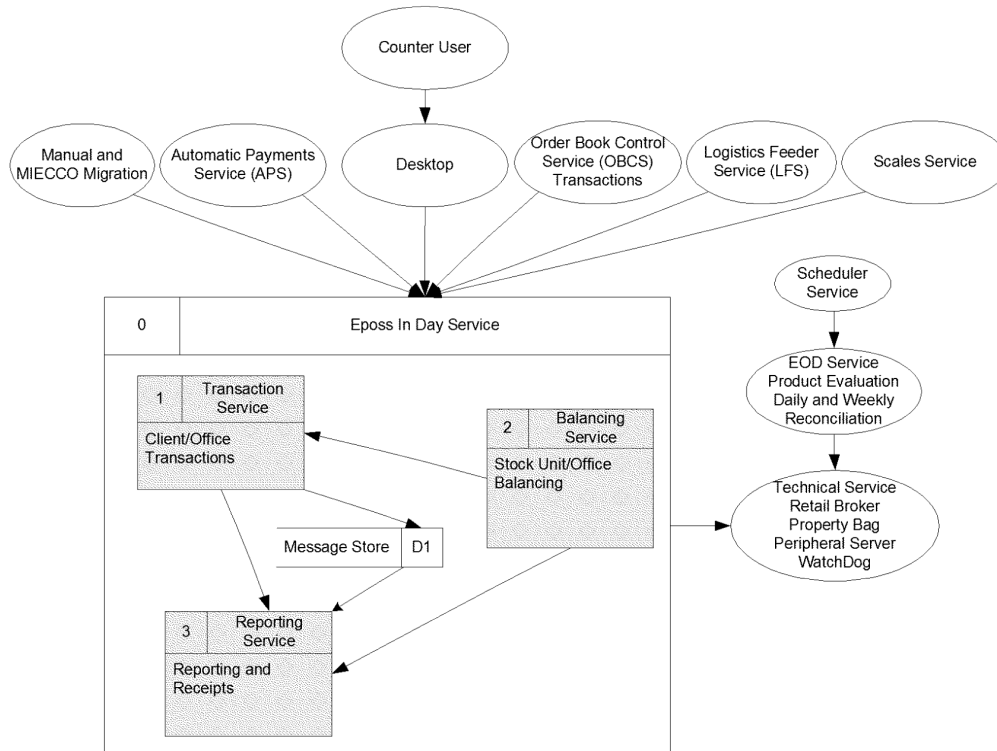 Counter User
Manual and
MIECCO Migration
Automatic Payments
Service (APS)
Desktop
Order Book Control
Service (OBCS)
Transactions
Logistics Feeder
Service (LFS)
Scales Service
Scheduler
Service
0
Eposs In Day Service
EOD Service
Product Evaluation
Daily and Weekly
Reconciliation
1
Transaction
Service
Client/Office
Transactions
2
Balancing
Service
Stock Unit/Office
Balancing
Technical Service
Retail Broker
Property Bag
Peripheral Server
WatchDog
Message Store
D1
3
Reporting
Service
Reporting and
Receipts